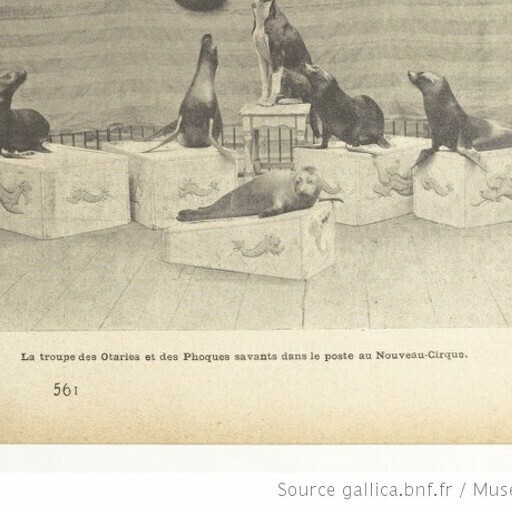 La troupe des Otaries et des Phoques savants dans le poste au Nouveau-Cirque.
561
Source gallica.bnf.fr / Muse